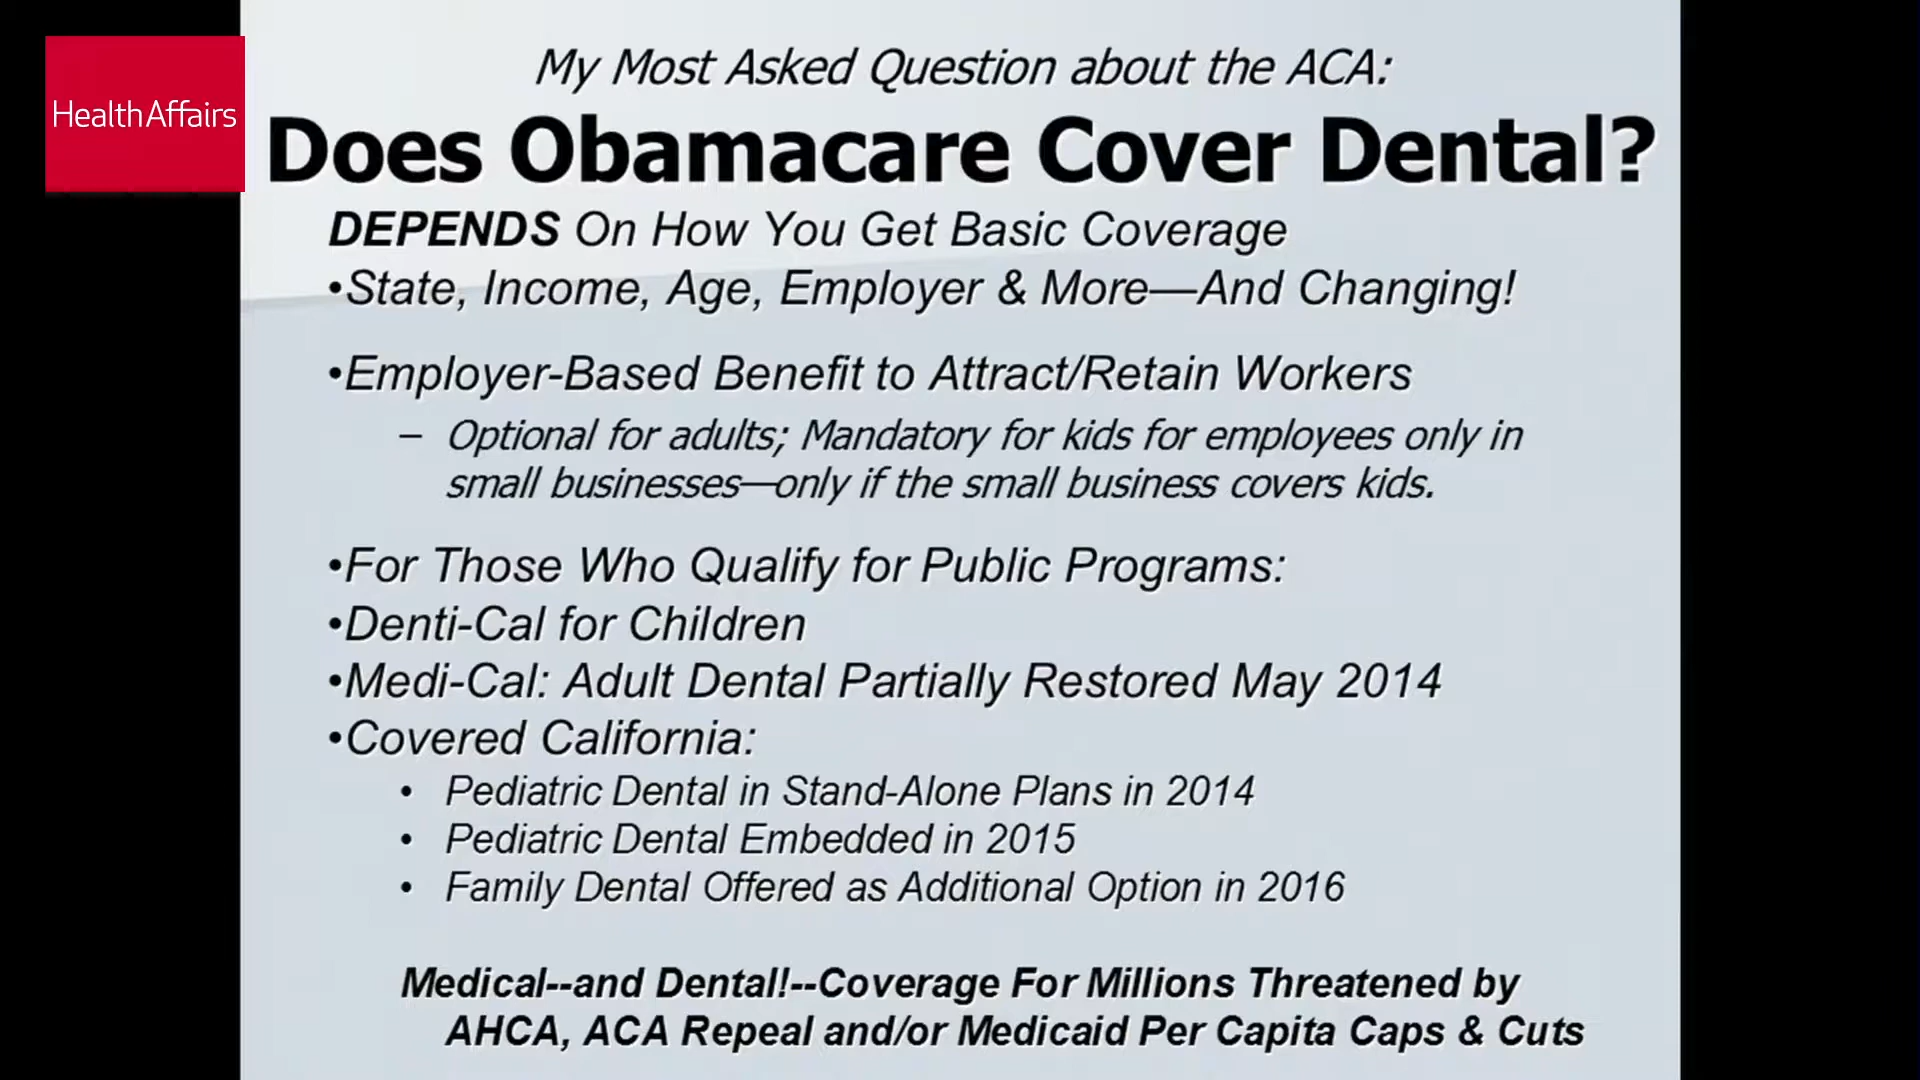 HealthAffairs
My Most Asked Question about the ACA:
Does Obamacare Cover Dental?
DEPENDS On How You Get Basic Coverage
•State, Income, Age, Employer & More—And Changing!
•Employer-Based Benefit to Attract/Retain Workers
– Optional for adults; Mandatory for kids for employees only in
small businesses—only if the small business covers kids.
•For Those Who Qualify for Public Programs:
•Denti-Cal for Children
•Medi-Cal: Adult Dental Partially Restored May 2014
•Covered California:
• Pediatric Dental in Stand-Alone Plans in 2014
• Pediatric Dental Embedded in 2015
• Family Dental Offered as Additional Option in 2016
Medical--and Dental!--Coverage For Millions Threatened by
AHCA, ACA Repeal and/or Medicaid Per Capita Caps & Cuts